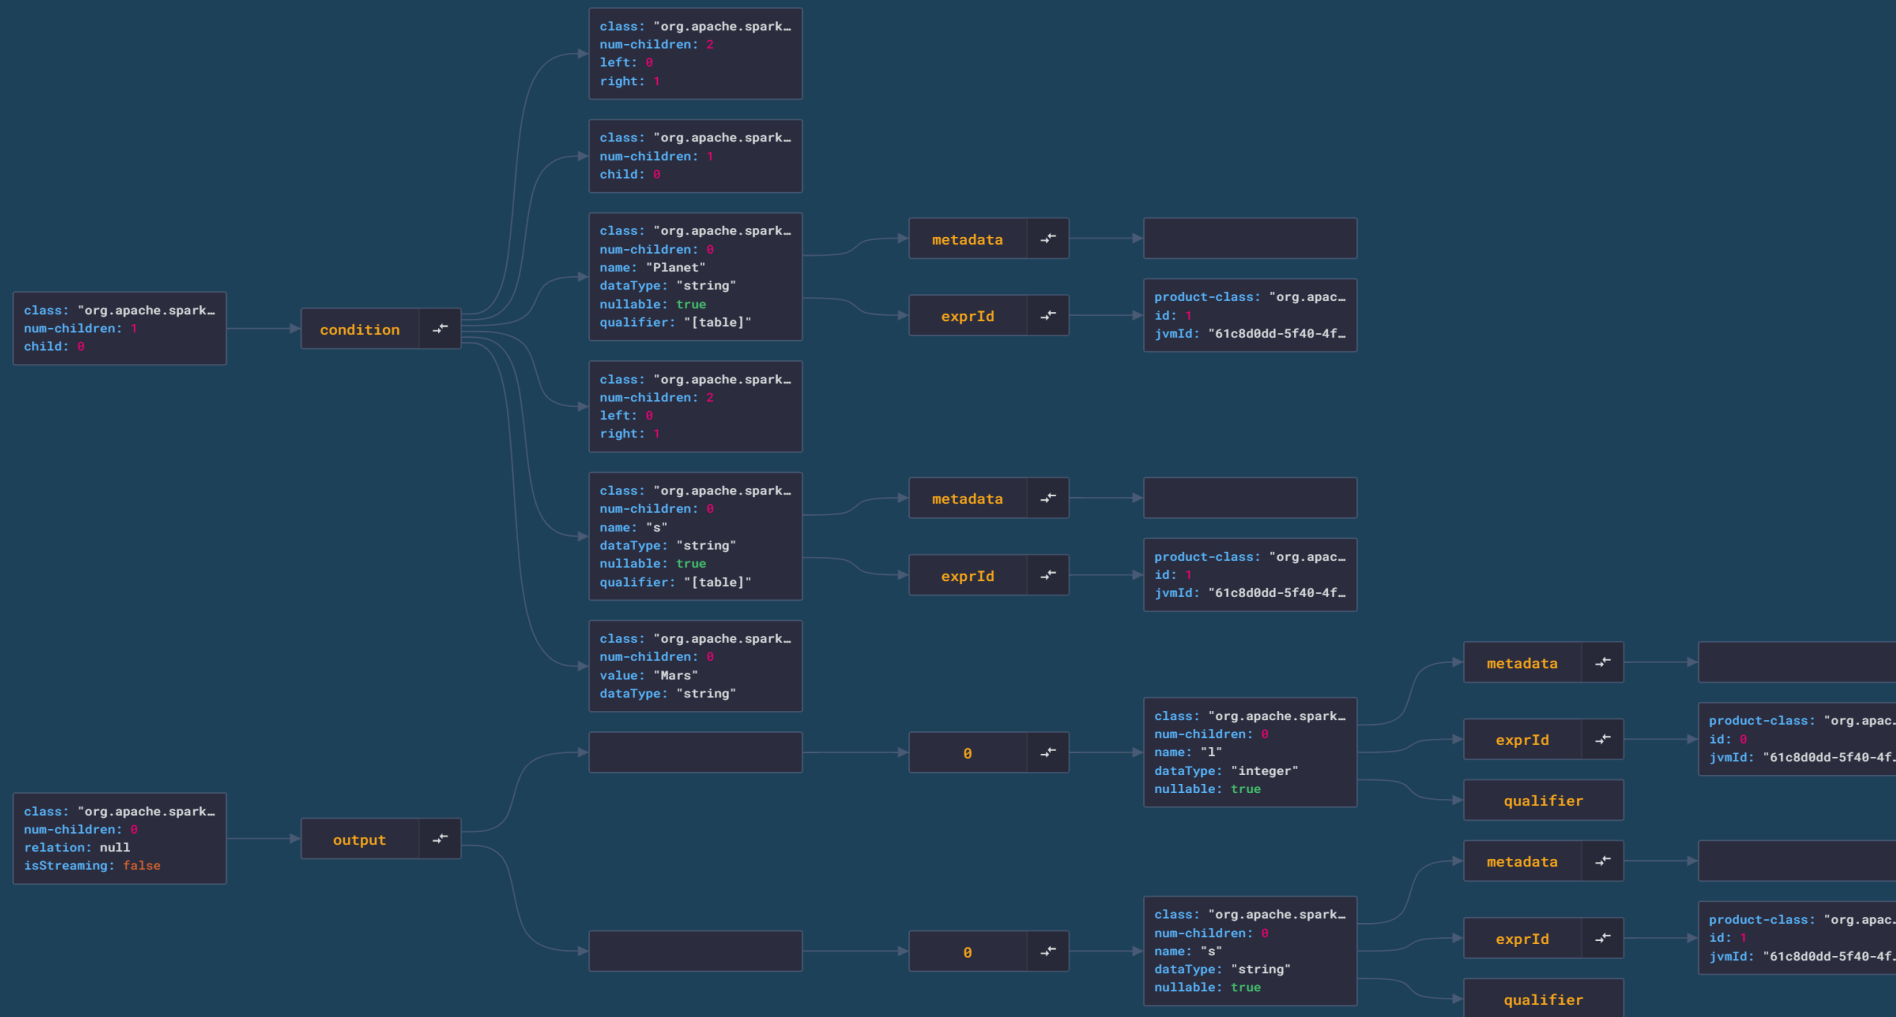 class: "org.apache.spark…
num-children: 1
child: 0
condition
class: "org.apache.spark…
num-children: 2
left: 0
right: 1
class: "org.apache.spark…
num-children: 1
child: 0
class: "org.apache.spark…
num-children: 0
name: "Planet"
dataType: "string"
nullable: true
qualifier: "[table]"
metadata
exprId
product-class: "org.apac…
id: 1
jvmId: "61c8d0dd-5f40-4f…
class: "org.apache.spark…
num-children: 2
left: 0
right: 1
class: "org.apache.spark…
num-children: 0
name: "s"
dataType: "string"
nullable: true
qualifier: "[table]"
metadata
exprId
product-class: "org.apac…
id: 1
jvmId: "61c8d0dd-5f40-4f…
class: "org.apache.spark…
num-children: 0
value: "Mars"
dataType: "string"
class: "org.apache.spark…
num-children: 0
relation: null
isStreaming: false
output
0
class: "org.apache.spark…
num-children: 0
name: "l"
dataType: "integer"
nullable: true
metadata
exprId
product-class: "org.apac.
id: 0
jvmId: "61c8d0dd-5f40-4f.
qualifier
0
class: "org.apache.spark…
num-children: 0
name: "s"
dataType: "string"
nullable: true
metadata
exprId
product-class: "org.apac.
id: 1
jvmId: "61c8d0dd-5f40-4f.
qualifier